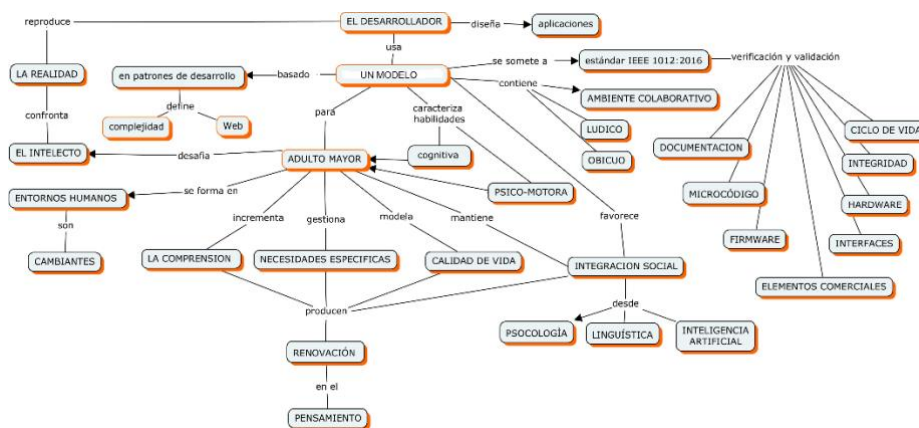 reproduce
EL DESARROLLADOR
diseña
aplicaciones
usa
LA REALIDAD
en patrones de desarrollo
basado
UN MODELO
se somete a
estándar IEEE 1012:2016
verificación y validación
contiene
AMBIENTE COLABORATIVO
define
complejidad
Web
para
caracteriza
habilidades
confronta
LUDICO
OBICUO
CICLO DE VIDA
DOCUMENTACION
EL INTELECTO
desafia
ADULTO MAYOR
cognitiva
INTEGRIDAD
ENTORNOS HUMANOS
se forma en
PSICO-MOTORA
MICROCÓDIGO
HARDWARE
incrementa
gestiona
modela
mantiene
favorece
son
FIRMWARE
INTERFACES
CAMBIANTES
LA COMPRENSION
NECESIDADES ESPECIFICAS
CALIDAD DE VIDA
INTEGRACION SOCIAL
ELEMENTOS COMERCIALES
producen
desde
PSOCOLOGÍA
LINGUÍSTICA
INTELIGENCIA
ARTIFICIAL
RENOVACIÓN
en el
PENSAMIENTO